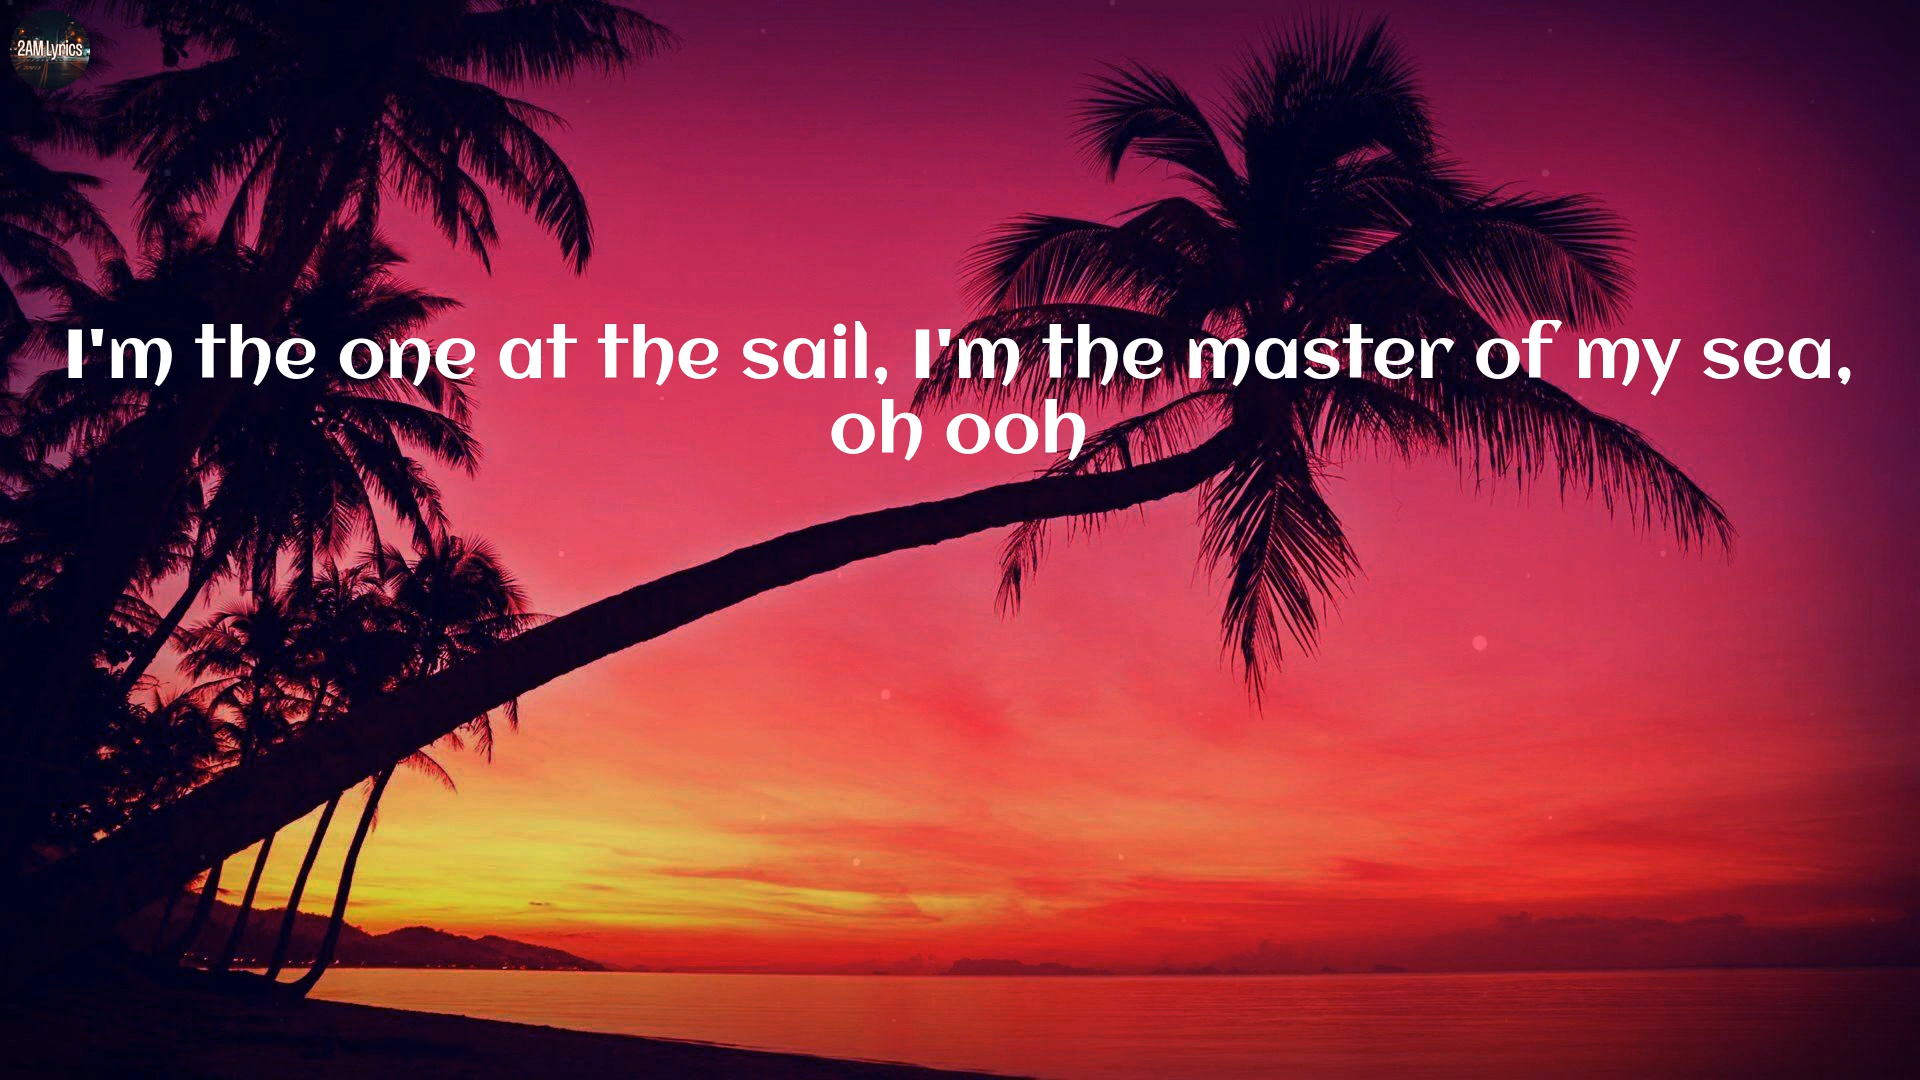 2AM Lyrics
I'm the one at the sail, I'm the master of my sea,
oh ooh